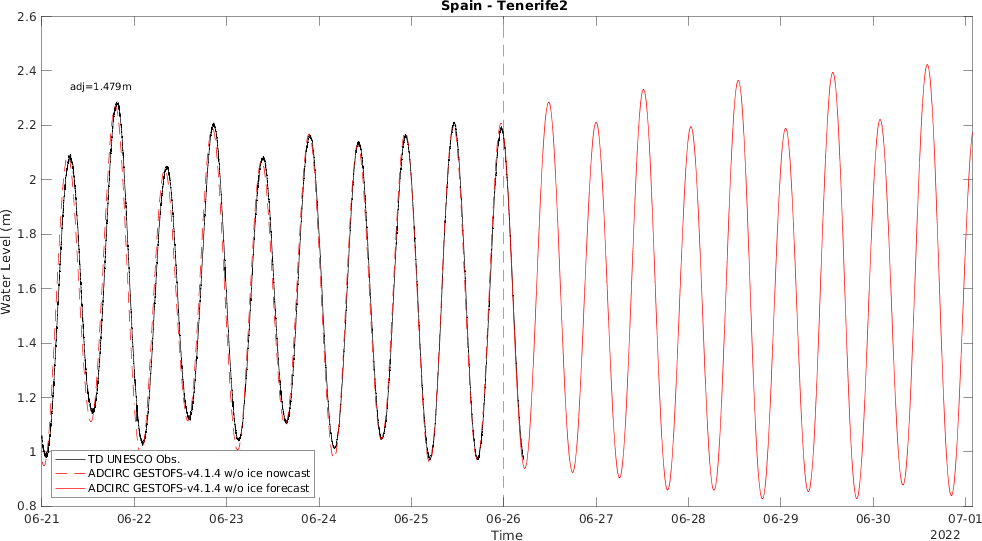 Spain - Tenerife2
2.6
2.4
2.2
2
1.8
1.6
1.4
1.2
1
0.8
Water Level (m)
adj=1.479m
TD UNESCO Obs.
ADCIRC GESTOFS-v4.1.4 w/o ice nowcast
ADCIRC GESTOFS-v4.1.4 w/o ice forecast
06-21 06-22 06-23 06-24 06-25 06-26 06-27 06-28 06-29 06-30 07-01
Time
2022